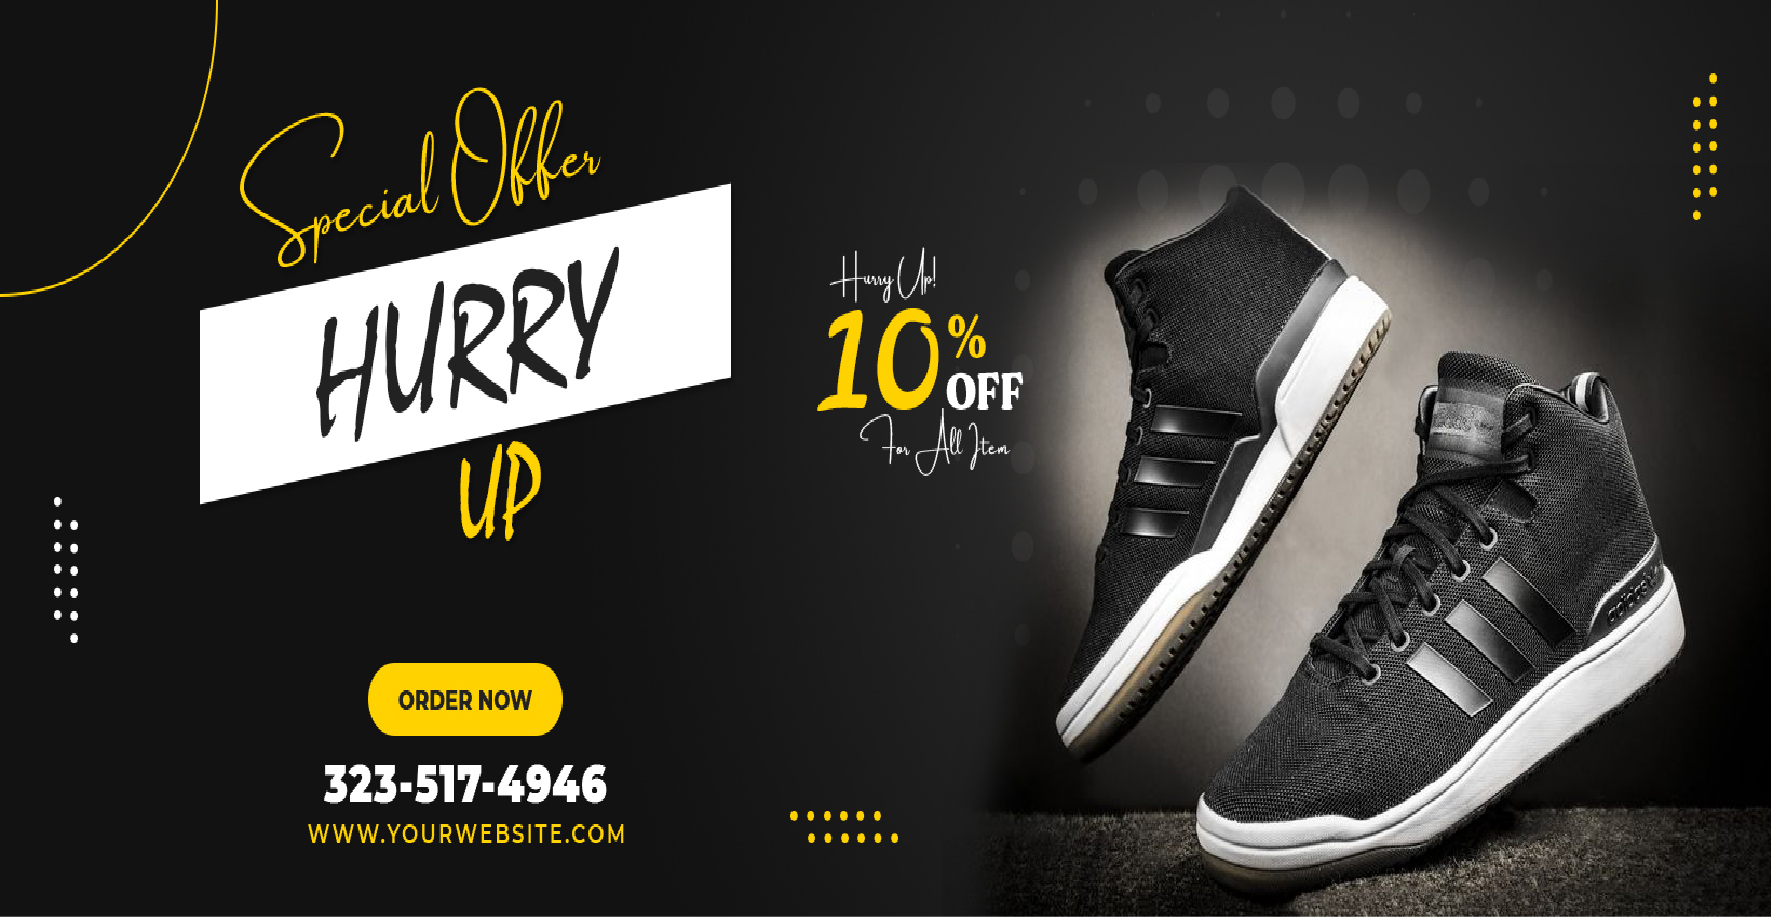 Special Offer
HURRY
UP
Hurry Up!
10%
OFF
For All Item
ORDER NOW
323-517-4946
WWW.YOURWEBSITE.COM
adidas